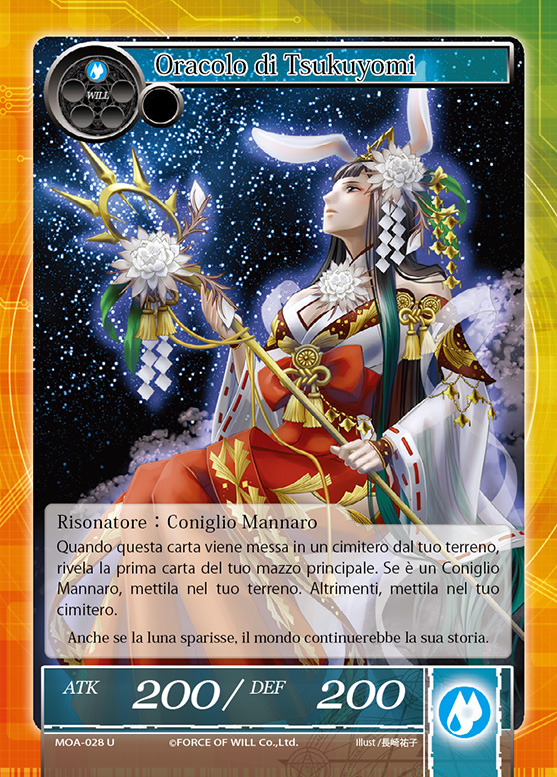 Oracolo di Tsukuyomi
WILL
Risonatore : Coniglio Mannaro
Quando questa carta viene messa in un cimitero dal tuo terreno,
rivela la prima carta del tuo mazzo principale. Se è un Coniglio
Mannaro, mettila nel tuo terreno. Altrimenti, mettila nel tuo
cimitero.
Anche se la luna sparisse, il mondo continuerebbe la sua storia.
ATK 200 / DEF 200
MOA-028 U ©FORCE OF WILL Co.,Ltd. Illust /長崎祐子